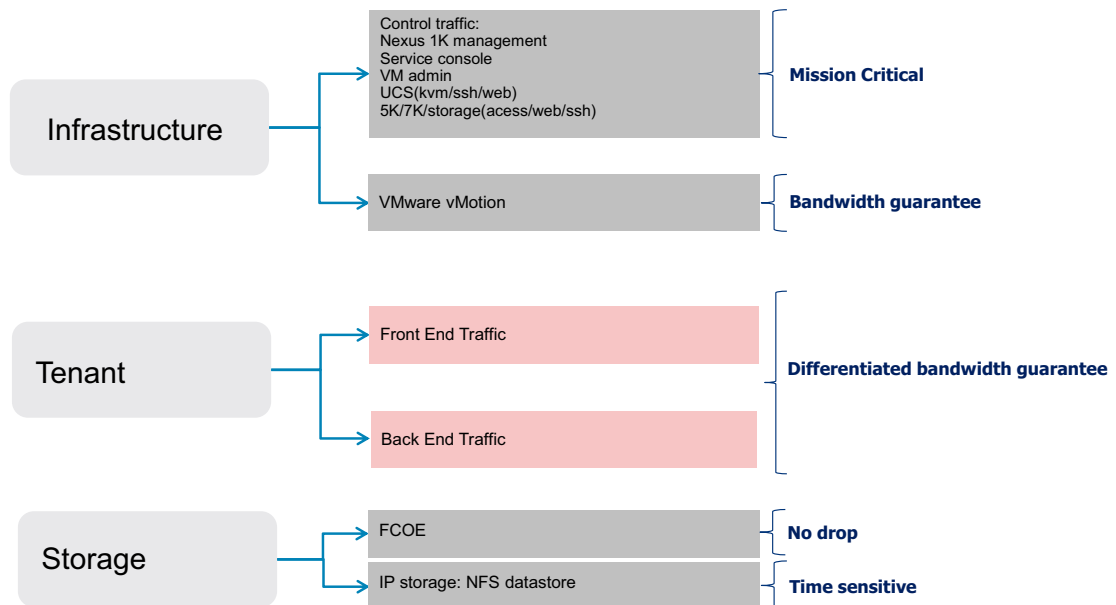 Infrastructure
Control traffic:
Nexus 1K management
Service console
VM admin
UCS(kvm/ssh/web)
5K/7K/storage(acess/web/ssh)
Mission Critical
VMware vMotion
Bandwidth guarantee
Tenant
Front End Traffic
Back End Traffic
Differentiated bandwidth guarantee
Storage
FCOE
No drop
IP storage: NFS datastore
Time sensitive